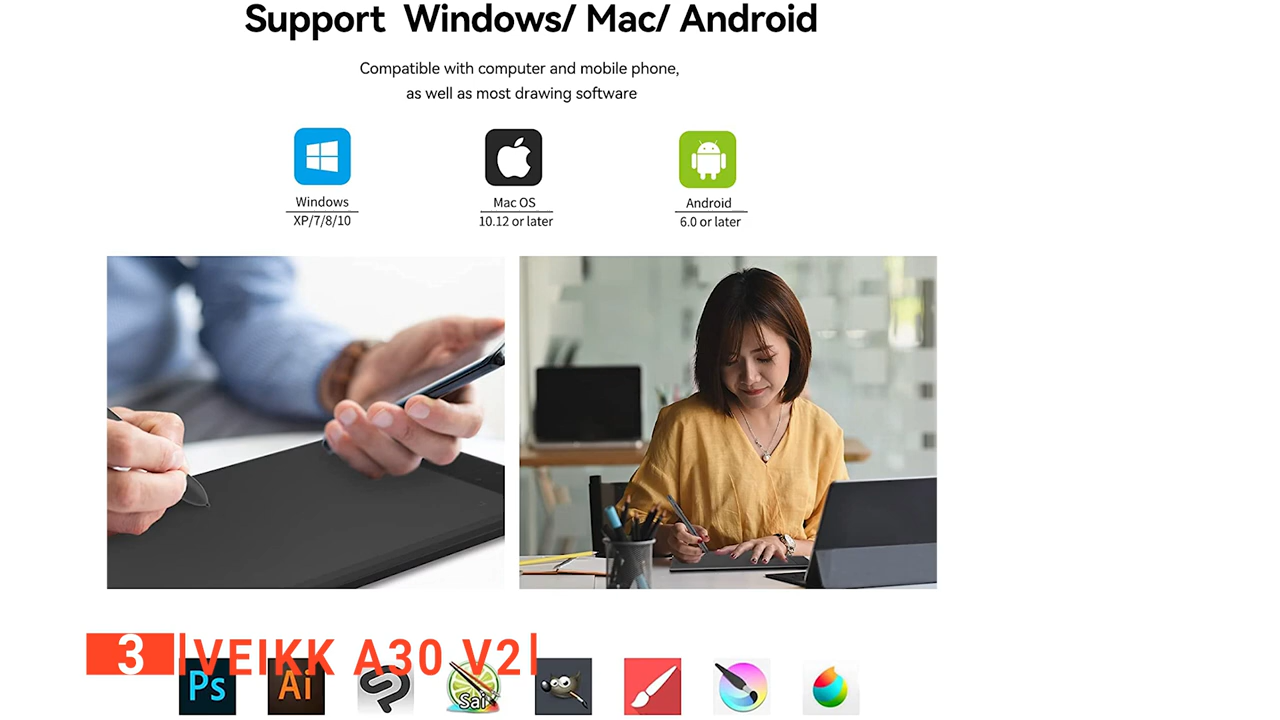 Support Windows/ Mac/ Android
Compatible with computer and mobile phone,
as well as most drawing software
Windows
XP/7/8/10
Mac OS
10.12 or later
Android
6.0 or later
3
VEIKK A30 V2
Ps
Ai
Sai